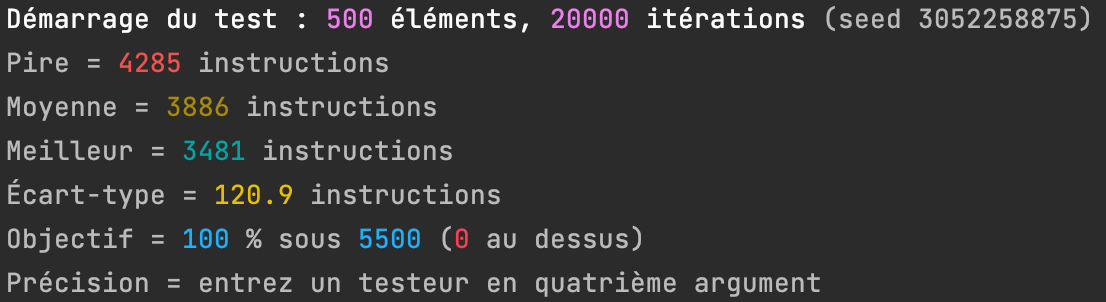 Démarrage du test : 500 éléments, 20000 itérations (seed 3052258875)
Pire = 4285 instructions
Moyenne = 3886 instructions
Meilleur = 3481 instructions
Écart-type = 120.9 instructions
Objectif = 100 % sous 5500 (0 au dessus)
Précision = entrez un testeur en quatrième argument